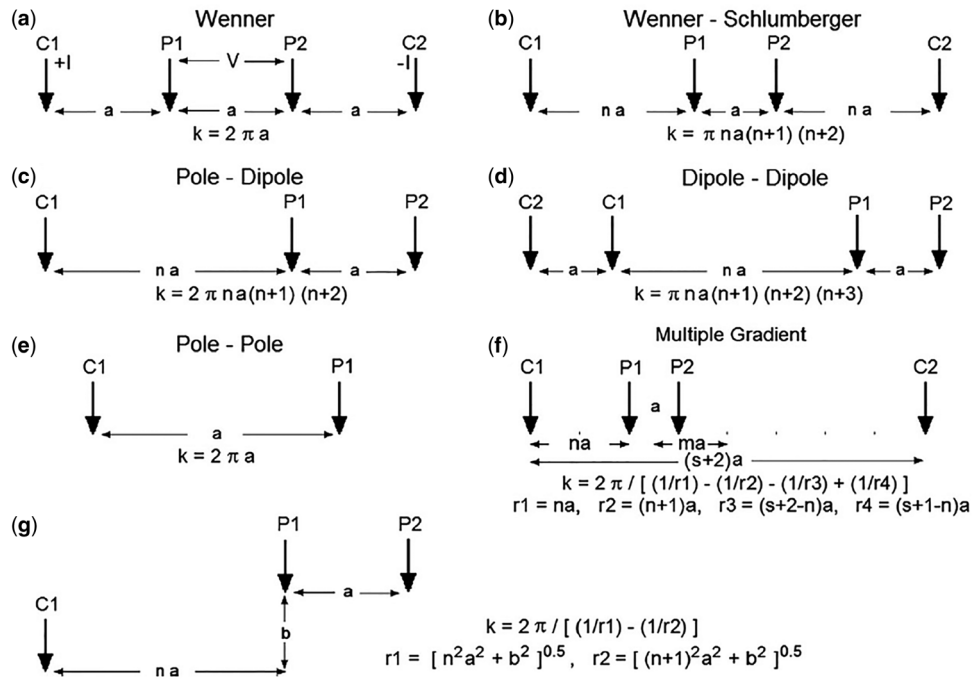 (a) Wenner
C1 P1 P2 C2
+I V -I
a a a
k = 2 π a
(b) Wenner - Schlumberger
C1 P1 P2 C2
n a a n a
k = π n a (n+1) (n+2)
(c) Pole - Dipole
C1 P1 P2
n a a
k = 2 π n a (n+1) (n+2)
(d) Dipole - Dipole
C2 C1 P1 P2
a n a a
k = π n a (n+1) (n+2) (n+3)
(e) Pole - Pole
C1 P1
a
k = 2 π a
(f) Multiple Gradient
C1 P1 P2 C2
a
na ma
(s+2)a
k = 2 π / [ (1/r1) - (1/r2) - (1/r3) + (1/r4) ]
r1 = na, r2 = (n+1)a, r3 = (s+2-n)a, r4 = (s+1-n)a
(g)
P1 P2
a
C1
b
n a
k = 2 π / [ (1/r1) - (1/r2) ]
r1 = [ n²a² + b² ]^0.5 , r2 = [ (n+1)²a² + b² ]^0.5